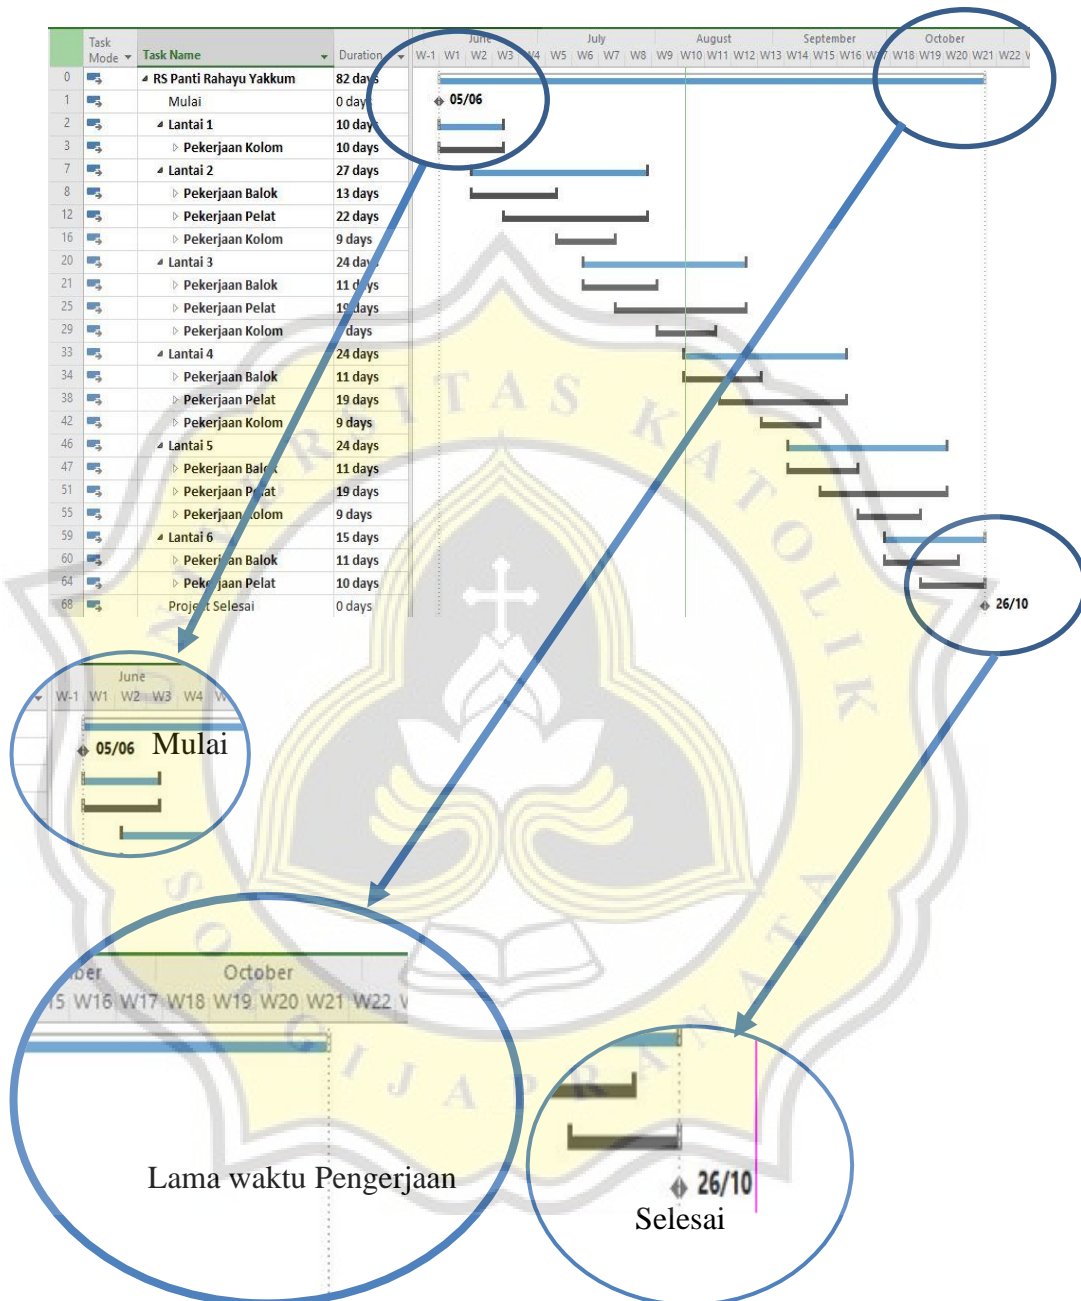 Task Mode Task Name Duration
June July August September October
W-1 W1 W2 W3 W4 W5 W6 W7 W8 W9 W10 W11 W12 W13 W14 W15 W16 W17 W18 W19 W20 W21 W22
0 RS Panti Rahayu Yakkum 82 days
1 Mulai 0 days 05/06
2 Lantai 1 10 days
3 Pekerjaan Kolom 10 days
7 Lantai 2 27 days
8 Pekerjaan Balok 13 days
12 Pekerjaan Pelat 22 days
16 Pekerjaan Kolom 9 days
20 Lantai 3 24 days
21 Pekerjaan Balok 11 days
25 Pekerjaan Pelat 19 days
29 Pekerjaan Kolom days
33 Lantai 4 24 days
34 Pekerjaan Balok 11 days
38 Pekerjaan Pelat 19 days
42 Pekerjaan Kolom 9 days
46 Lantai 5 24 days
47 Pekerjaan Balok 11 days
51 Pekerjaan Pelat 19 days
55 Pekerjaan Kolom 9 days
59 Lantai 6 15 days
60 Pekerjaan Balok 11 days
64 Pekerjaan Pelat 10 days
68 Project Selesai 0 days 26/10
UNIVERSITAS KATOLIK
SOEGIJAPRANATA
June
W-1 W1 W2 W3 W4
05/06 Mulai
ber October
15 W16 W17 W18 W19 W20 W21 W22
Lama waktu Pengerjaan
26/10
Selesai